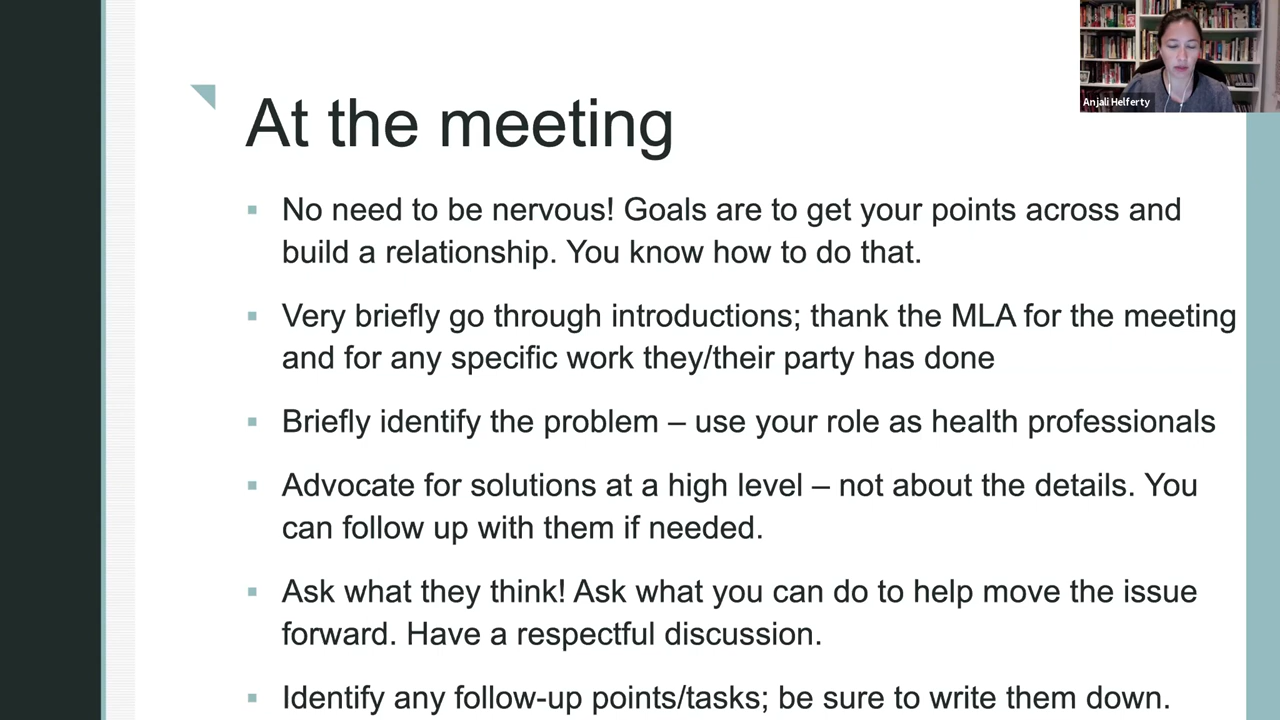 Anjali Helferty
At the meeting
▪ No need to be nervous! Goals are to get your points across and
build a relationship. You know how to do that.
▪ Very briefly go through introductions; thank the MLA for the meeting
and for any specific work they/their party has done
▪ Briefly identify the problem – use your role as health professionals
▪ Advocate for solutions at a high level – not about the details. You
can follow up with them if needed.
▪ Ask what they think! Ask what you can do to help move the issue
forward. Have a respectful discussion.
▪ Identify any follow-up points/tasks; be sure to write them down.